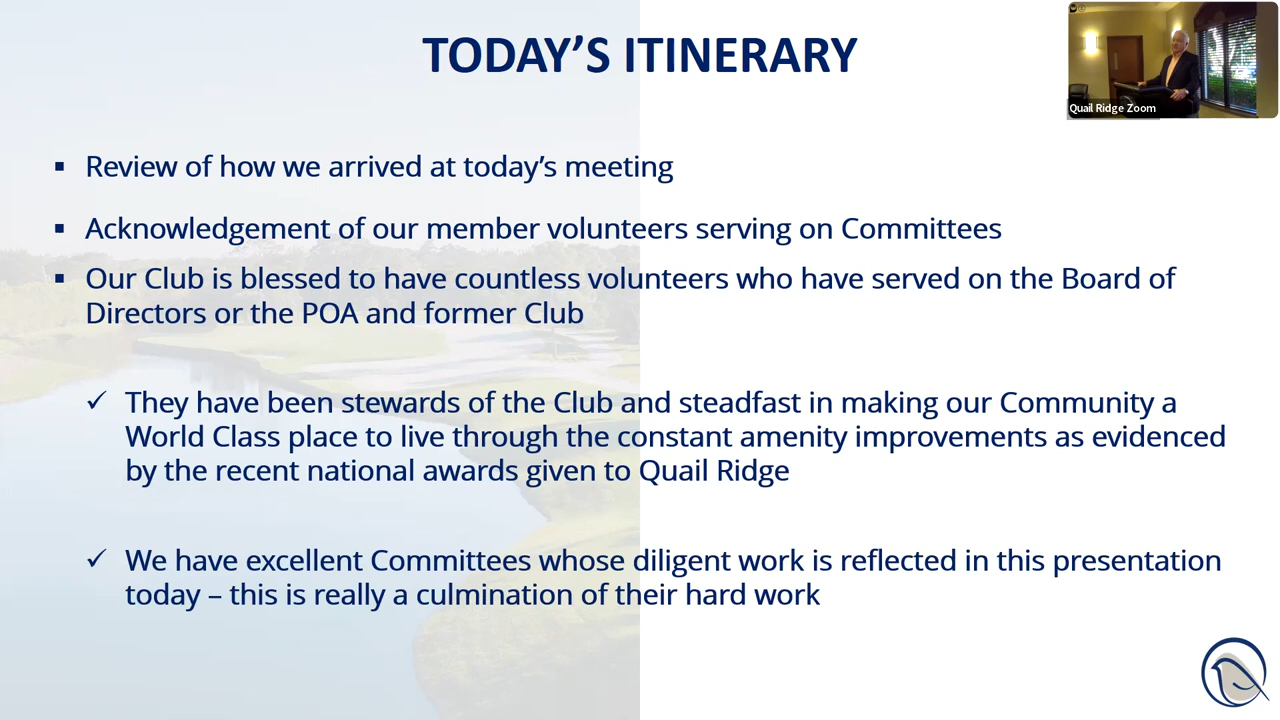 TODAY'S ITINERARY
Quail Ridge Zoom
▪ Review of how we arrived at today's meeting
▪ Acknowledgement of our member volunteers serving on Committees
▪ Our Club is blessed to have countless volunteers who have served on the Board of
Directors or the POA and former Club
✓ They have been stewards of the Club and steadfast in making our Community a
World Class place to live through the constant amenity improvements as evidenced
by the recent national awards given to Quail Ridge
✓ We have excellent Committees whose diligent work is reflected in this presentation
today – this is really a culmination of their hard work